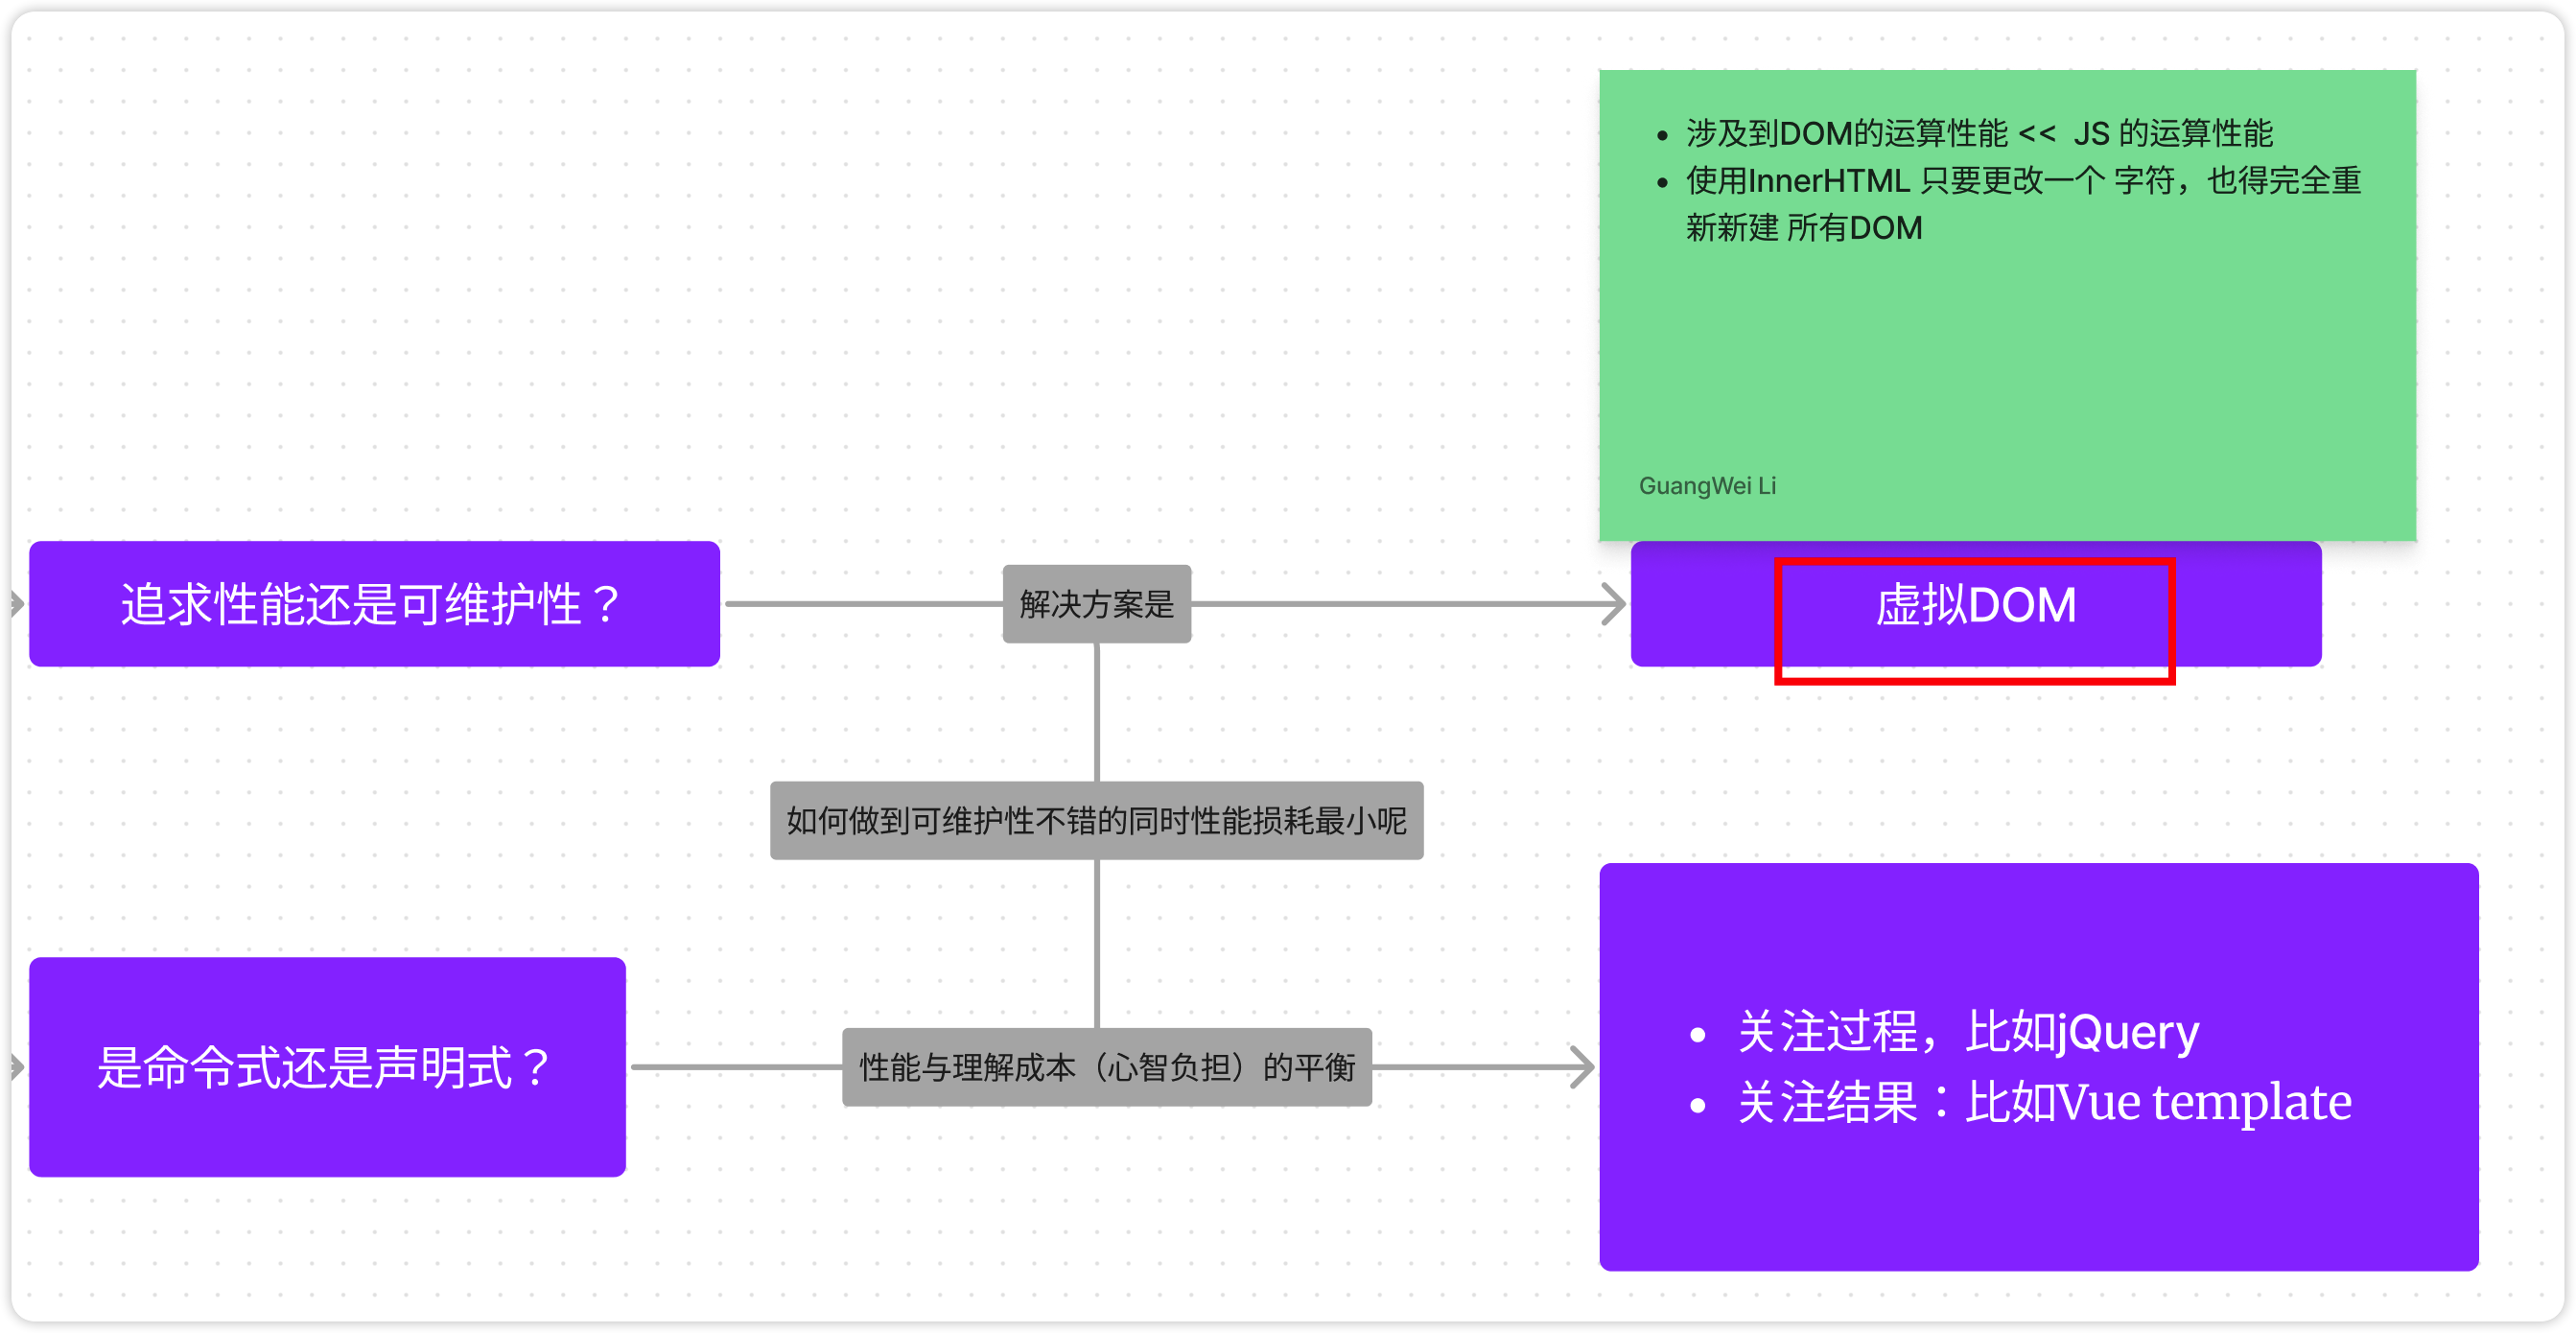 • 涉及到DOM的运算性能 << JS 的运算性能
• 使用InnerHTML 只要更改一个 字符，也得完全重
新新建 所有DOM
GuangWei Li
追求性能还是可维护性？
解决方案是
虚拟DOM
如何做到可维护性不错的同时性能损耗最小呢
是命令式还是声明式？
性能与理解成本（心智负担）的平衡
• 关注过程，比如jQuery
• 关注结果：比如Vue template